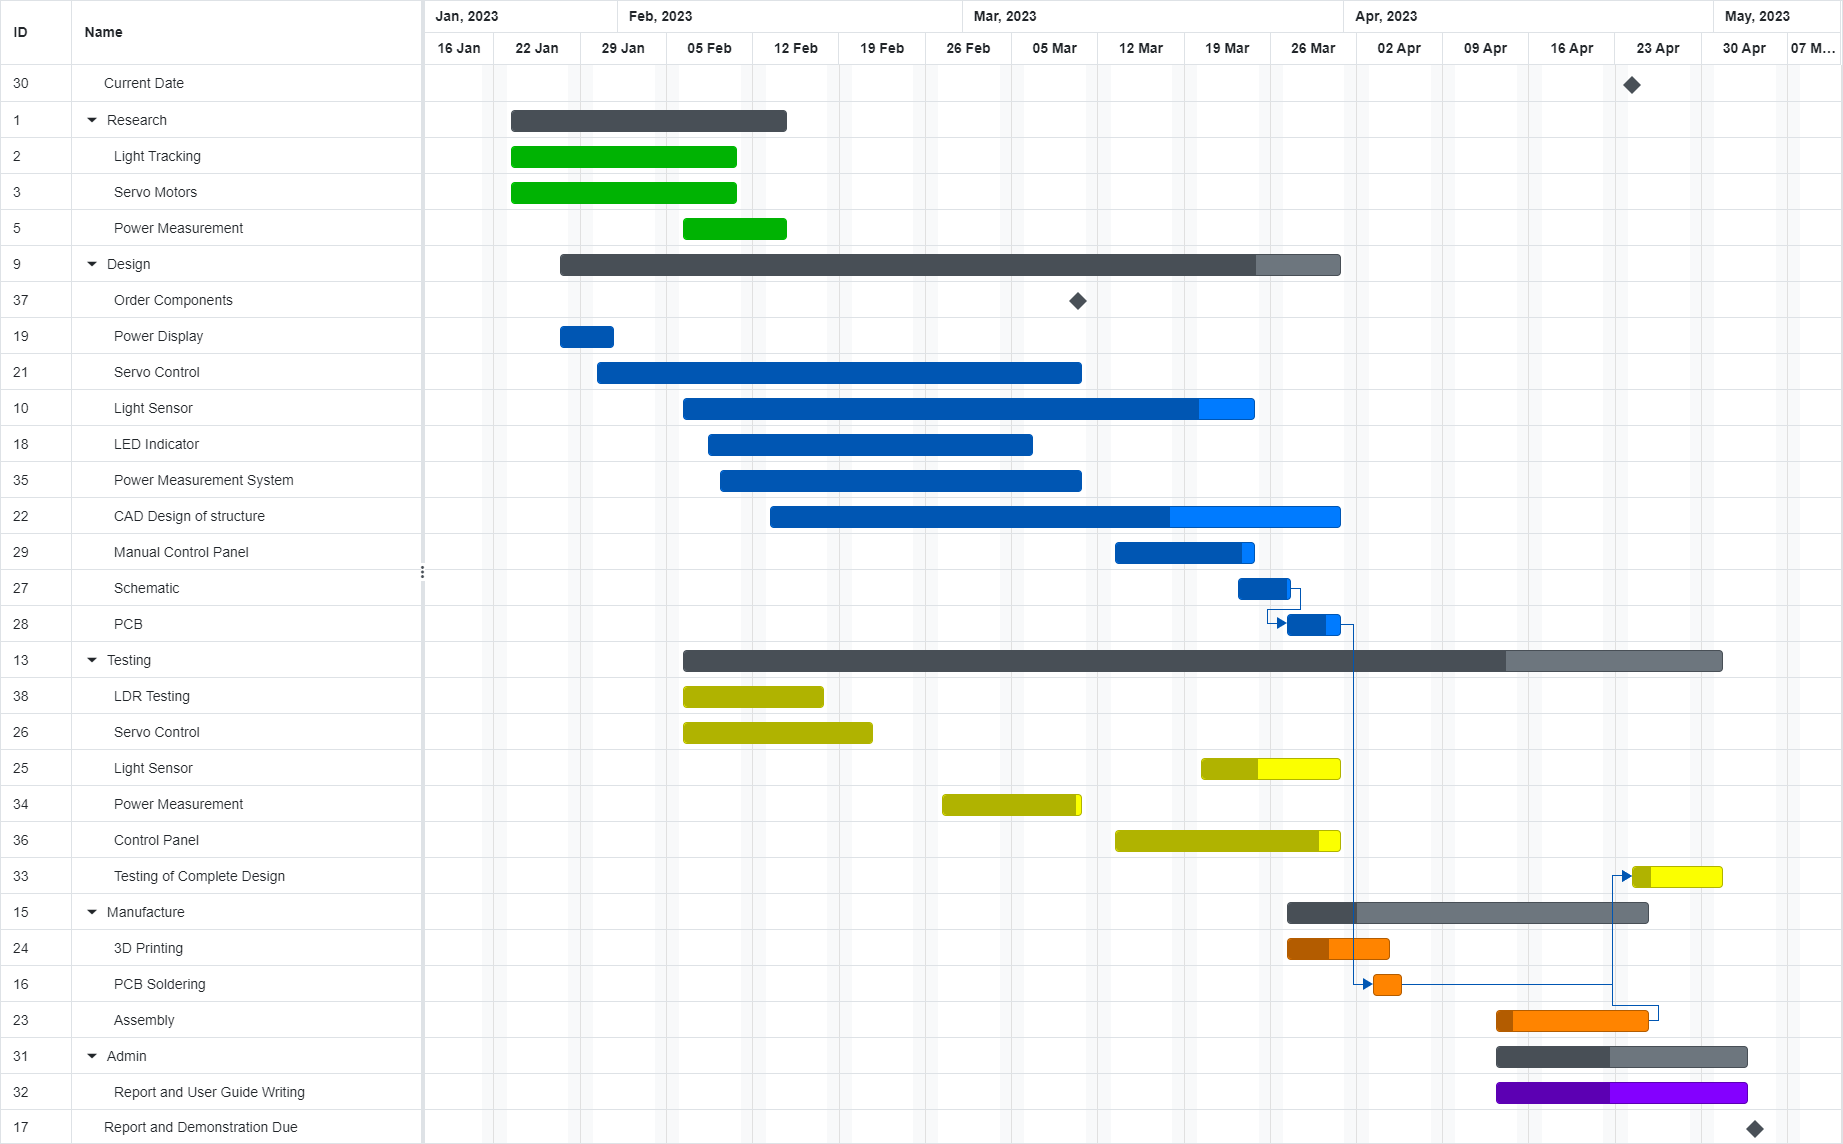 ID Name Jan, 2023 Feb, 2023 Mar, 2023 Apr, 2023 May, 2023
16 Jan 22 Jan 29 Jan 05 Feb 12 Feb 19 Feb 26 Feb 05 Mar 12 Mar 19 Mar 26 Mar 02 Apr 09 Apr 16 Apr 23 Apr 30 Apr 07 M...
30 Current Date
1 Research
2 Light Tracking
3 Servo Motors
5 Power Measurement
9 Design
37 Order Components
19 Power Display
21 Servo Control
10 Light Sensor
18 LED Indicator
35 Power Measurement System
22 CAD Design of structure
29 Manual Control Panel
27 Schematic
28 PCB
13 Testing
38 LDR Testing
26 Servo Control
25 Light Sensor
34 Power Measurement
36 Control Panel
33 Testing of Complete Design
15 Manufacture
24 3D Printing
16 PCB Soldering
23 Assembly
31 Admin
32 Report and User Guide Writing
17 Report and Demonstration Due